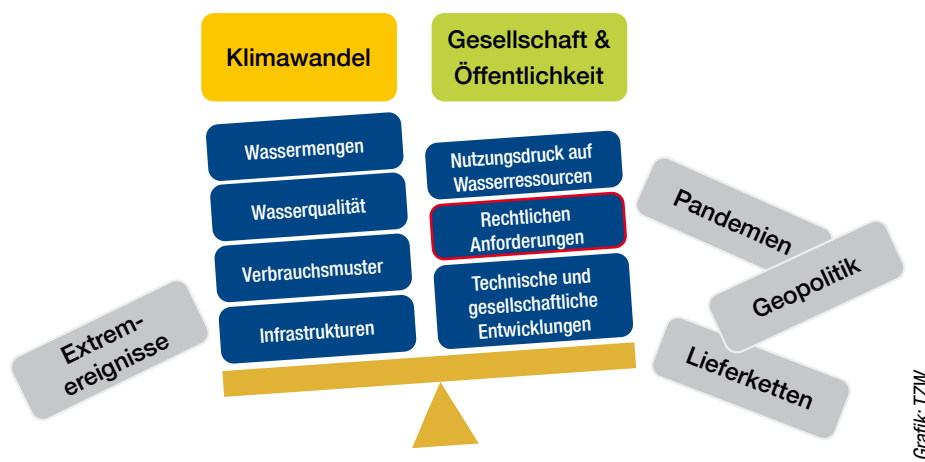 Klimawandel
Gesellschaft &
Öffentlichkeit
Wassermengen
Wasserqualität
Verbrauchsmuster
Infrastrukturen
Nutzungsdruck auf
Wasserressourcen
Rechtlichen
Anforderungen
Technische und
gesellschaftliche
Entwicklungen
Extrem-
ereignisse
Pandemien
Geopolitik
Lieferketten
Grafik: TZW